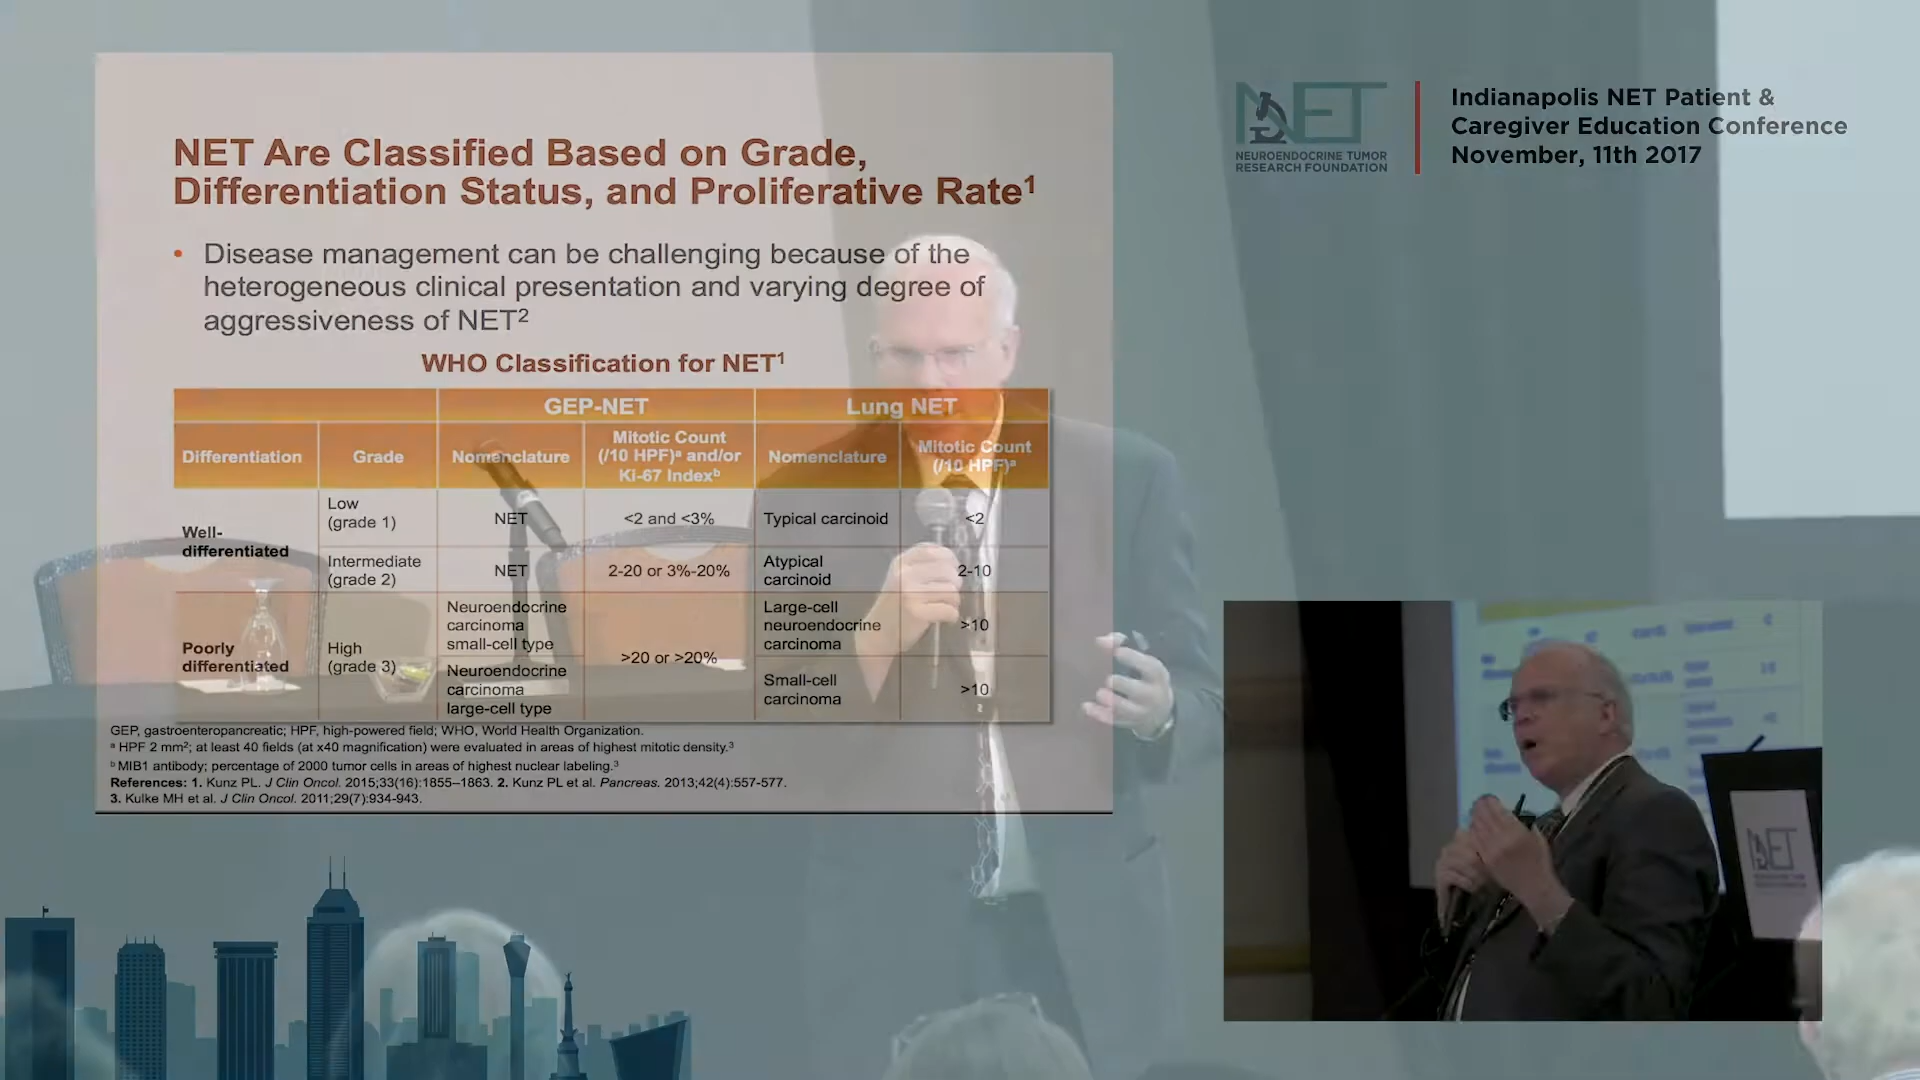 NET Are Classified Based on Grade,
Differentiation Status, and Proliferative Rate¹
• Disease management can be challenging because of the
heterogeneous clinical presentation and varying degree of
aggressiveness of NET²
WHO Classification for NET¹
GEP-NET Lung NET
Differentiation Grade Nomenclature Mitotic Count (/10 HPF)ᵃ and/or Ki-67 Indexᵇ Nomenclature Mitotic Count (/10 HPF)ᵃ
Well-differentiated Low (grade 1) NET <2 and <3% Typical carcinoid <2
Intermediate (grade 2) NET 2-20 or 3%-20% Atypical carcinoid 2-10
Poorly differentiated High (grade 3) Neuroendocrine carcinoma small-cell type >20 or >20% Large-cell neuroendocrine carcinoma >10
Neuroendocrine carcinoma large-cell type Small-cell carcinoma >10
GEP, gastroenteropancreatic; HPF, high-powered field; WHO, World Health Organization.
ᵃ HPF 2 mm²; at least 40 fields (at x40 magnification) were evaluated in areas of highest mitotic density.³
ᵇ MIB1 antibody; percentage of 2000 tumor cells in areas of highest nuclear labeling.³
References: 1. Kunz PL. J Clin Oncol. 2015;33(16):1855–1863. 2. Kunz PL et al. Pancreas. 2013;42(4):557-577.
3. Kulke MH et al. J Clin Oncol. 2011;29(7):934-943.
NET
NEUROENDOCRINE TUMOR
RESEARCH FOUNDATION
Indianapolis NET Patient &
Caregiver Education Conference
November, 11th 2017
NET